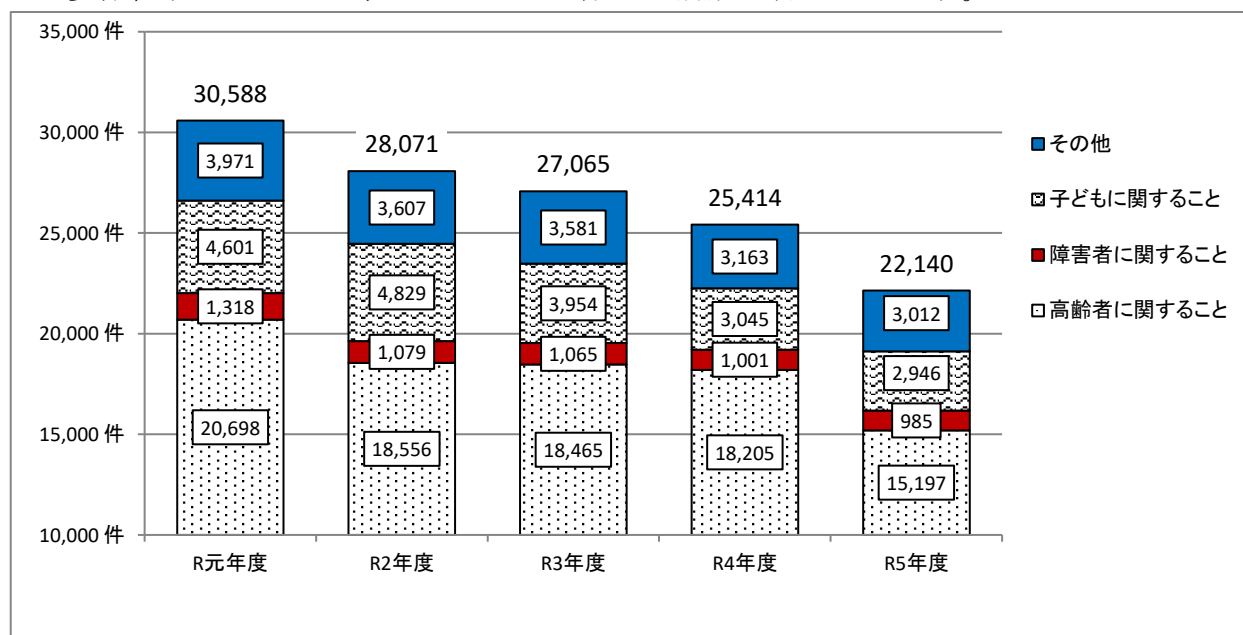 35,000 件
30,000 件
25,000 件
20,000 件
15,000 件
10,000 件
30,588
3,971
4,601
1,318
20,698
28,071
3,607
4,829
1,079
18,556
27,065
3,581
3,954
1,065
18,465
25,414
3,163
3,045
1,001
18,205
22,140
3,012
2,946
985
15,197
R元年度
R2年度
R3年度
R4年度
R5年度
その他
子どもに関すること
障害者に関すること
高齢者に関すること